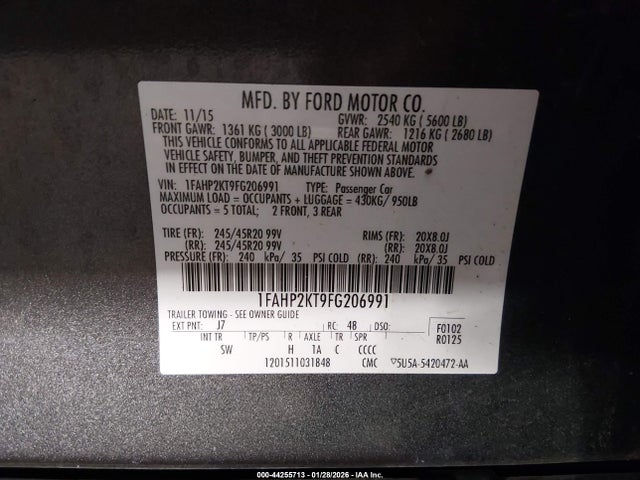 MFD. BY FORD MOTOR CO.
DATE: 11/15 GVWR: 2540 KG ( 5600 LB)
FRONT GAWR: 1361 KG ( 3000 LB) REAR GAWR: 1216 KG ( 2680 LB)
THIS VEHICLE CONFORMS TO ALL APPLICABLE FEDERAL MOTOR
VEHICLE SAFETY, BUMPER, AND THEFT PREVENTION STANDARDS
IN EFFECT ON THE DATE OF MANUFACTURE SHOWN ABOVE.
VIN: 1FAHP2KT9FG206991 TYPE: Passenger Car
MAXIMUM LOAD = OCCUPANTS + LUGGAGE = 430KG/ 950LB
OCCUPANTS = 5 TOTAL; 2 FRONT, 3 REAR
TIRE (FR): 245/45R20 99V RIMS (FR): 20X8.0J
(RR): 245/45R20 99V (RR): 20X8.0J
PRESSURE (FR): 240 kPa/ 35 PSI COLD (RR): 240 kPa/ 35 PSI COLD
1FAHP2KT9FG206991
TRAILER TOWING - SEE OWNER GUIDE
EXT PNT: J7 RC: 4B DSO: F0102
INT TR TP/PS R AXLE TR SPR R0125
SW H 1A C CCCC
1201511031848 CMC ▽5U5A-5420472-AA
000-44255713 - 01/28/2026 - IAA Inc.